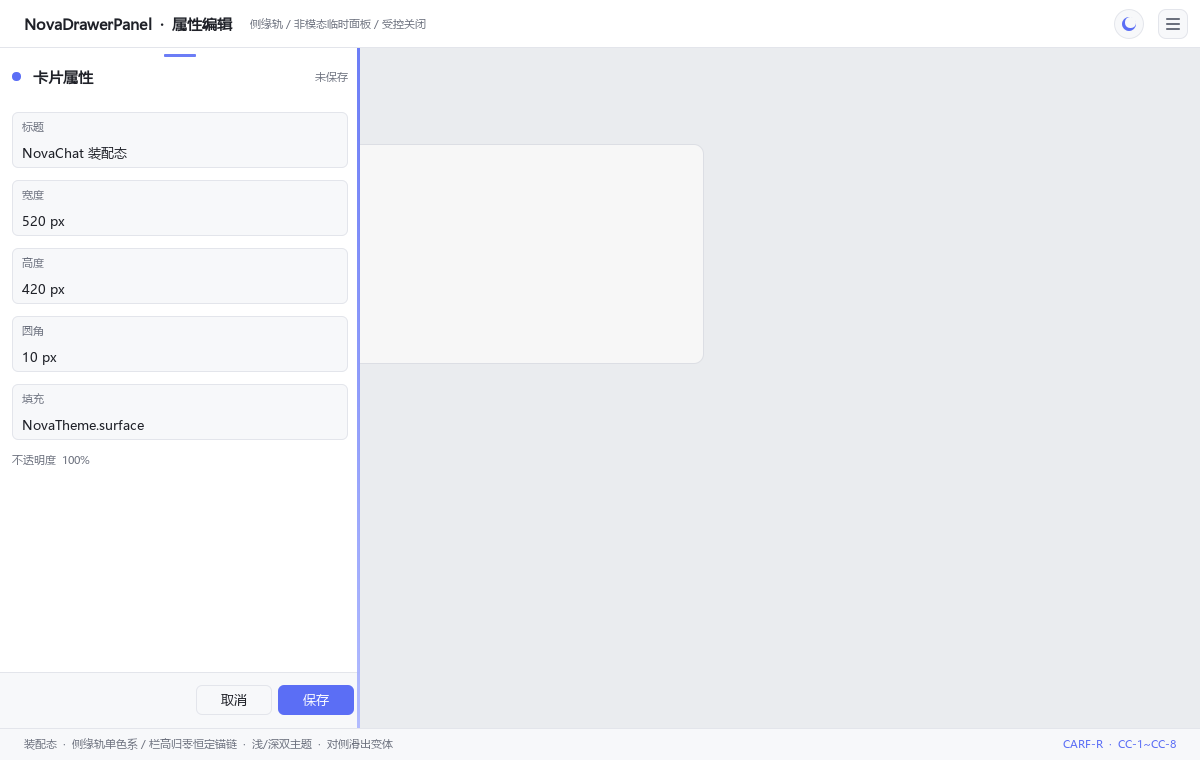 NovaDrawerPanel · 属性编辑 侧缘轨 / 非模态临时面板 / 受控关闭
卡片属性 未保存
标题
NovaChat 装配态
宽度
520 px
高度
420 px
圆角
10 px
填充
NovaTheme.surface
不透明度 100%
取消 保存
装配态 · 侧缘轨单色系 / 栏高归零恒定锚链 · 浅/深双主题 · 对侧滑出变体 CARF-R · CC-1~CC-8